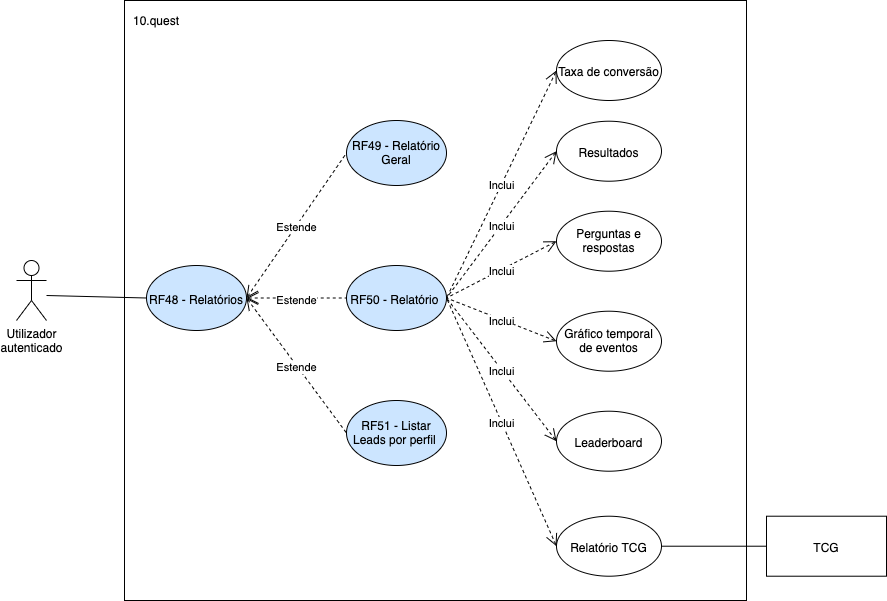 10.quest
Taxa de conversão
RF49 - Relatório
Geral
Resultados
Inclui
Estende
Inclui
Perguntas e
respostas
Inclui
RF48 - Relatórios
Estende
RF50 - Relatório
Utilizador
autenticado
Inclui
Gráfico temporal
de eventos
Estende
Inclui
RF51 - Listar
Leads por perfil
Inclui
Leaderboard
Relatório TCG
TCG